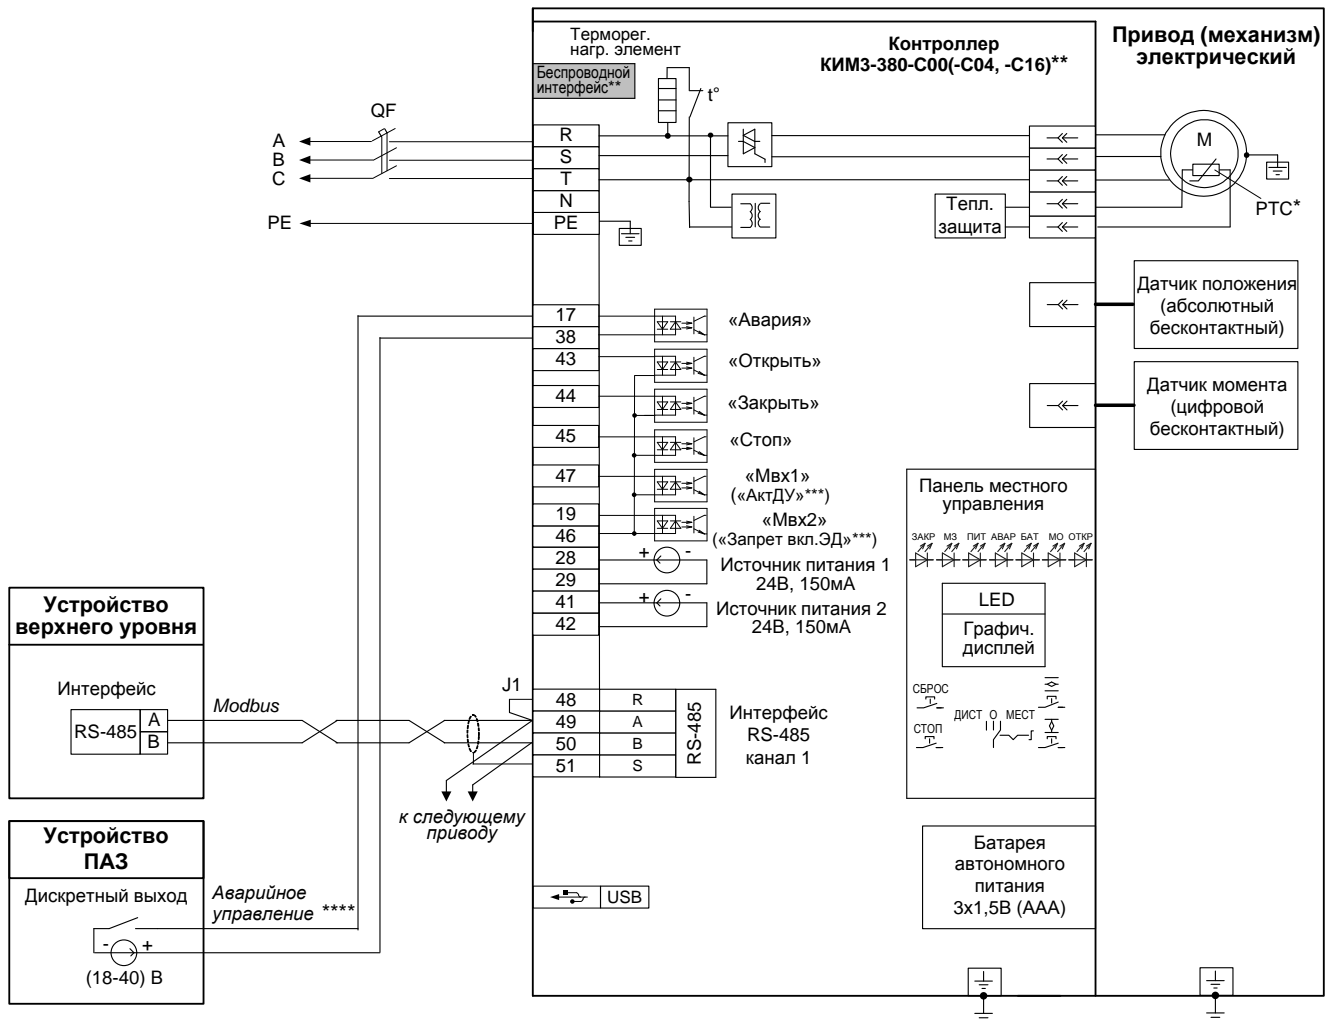 Терморег.
нагр. элемент
Беспроводной
интерфейс**
Контроллер
КИМ3-380-С00(-С04, -С16)**
Привод (механизм)
электрический
t°
QF
A
B
C
PE
R
S
T
N
PE
M
PTC*
Тепл.
защита
Датчик положения
(абсолютный
бесконтактный)
Датчик момента
(цифровой
бесконтактный)
17
38
43
44
45
47
19
46
28
29
41
42
«Авария»
«Открыть»
«Закрыть»
«Стоп»
«Мвх1»
(«АктДУ»***)
«Мвх2»
(«Запрет вкл.ЭД»***)
+ -
Источник питания 1
24В, 150мА
+ -
Источник питания 2
24В, 150мА
Панель местного
управления
ЗАКР МЗ ПИТ АВАР БАТ МО ОТКР
LED
Графич.
дисплей
СБРОС
СТОП
ДИСТ О МЕСТ
Устройство
верхнего уровня
Интерфейс
RS-485
A
B
Modbus
J1
48 R
49 A
50 B
51 S
RS-485
Интерфейс
RS-485
канал 1
к следующему
приводу
Устройство
ПАЗ
Дискретный выход
- +
(18-40) В
Аварийное
управление ****
USB
Батарея
автономного
питания
3х1,5В (ААА)